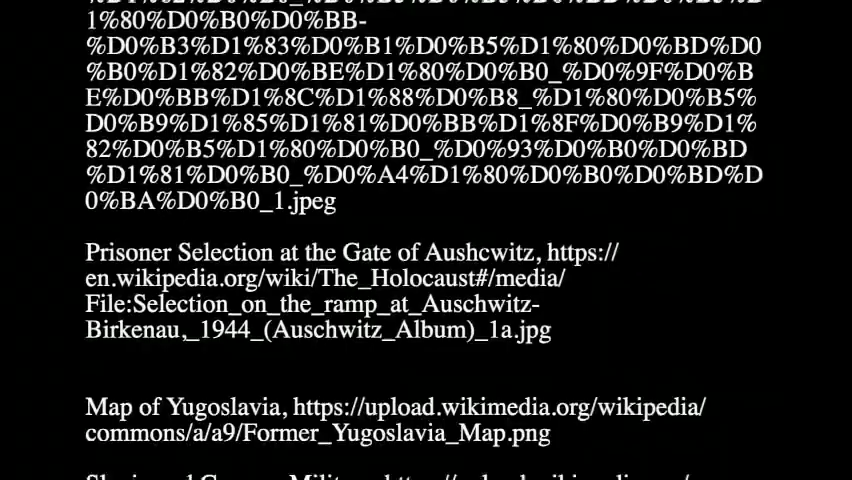 1%80%D0%B0%D0%BB-
%D0%B3%D1%83%D0%B1%D0%B5%D1%80%D0%BD%D0
%B0%D1%82%D0%BE%D1%80%D0%B0_%D0%9F%D0%B
E%D0%BB%D1%8C%D1%88%D0%B8_%D1%80%D0%B5%
D0%B9%D1%85%D1%81%D0%BB%D1%8F%D0%B9%D1%
82%D0%B5%D1%80%D0%B0_%D0%93%D0%B0%D0%BD
%D1%81%D0%B0_%D0%A4%D1%80%D0%B0%D0%BD%D
0%BA%D0%B0_1.jpeg
Prisoner Selection at the Gate of Aushcwitz, https://
en.wikipedia.org/wiki/The_Holocaust#/media/
File:Selection_on_the_ramp_at_Auschwitz-
Birkenau,_1944_(Auschwitz_Album)_1a.jpg
Map of Yugoslavia, https://upload.wikimedia.org/wikipedia/
commons/a/a9/Former_Yugoslavia_Map.png